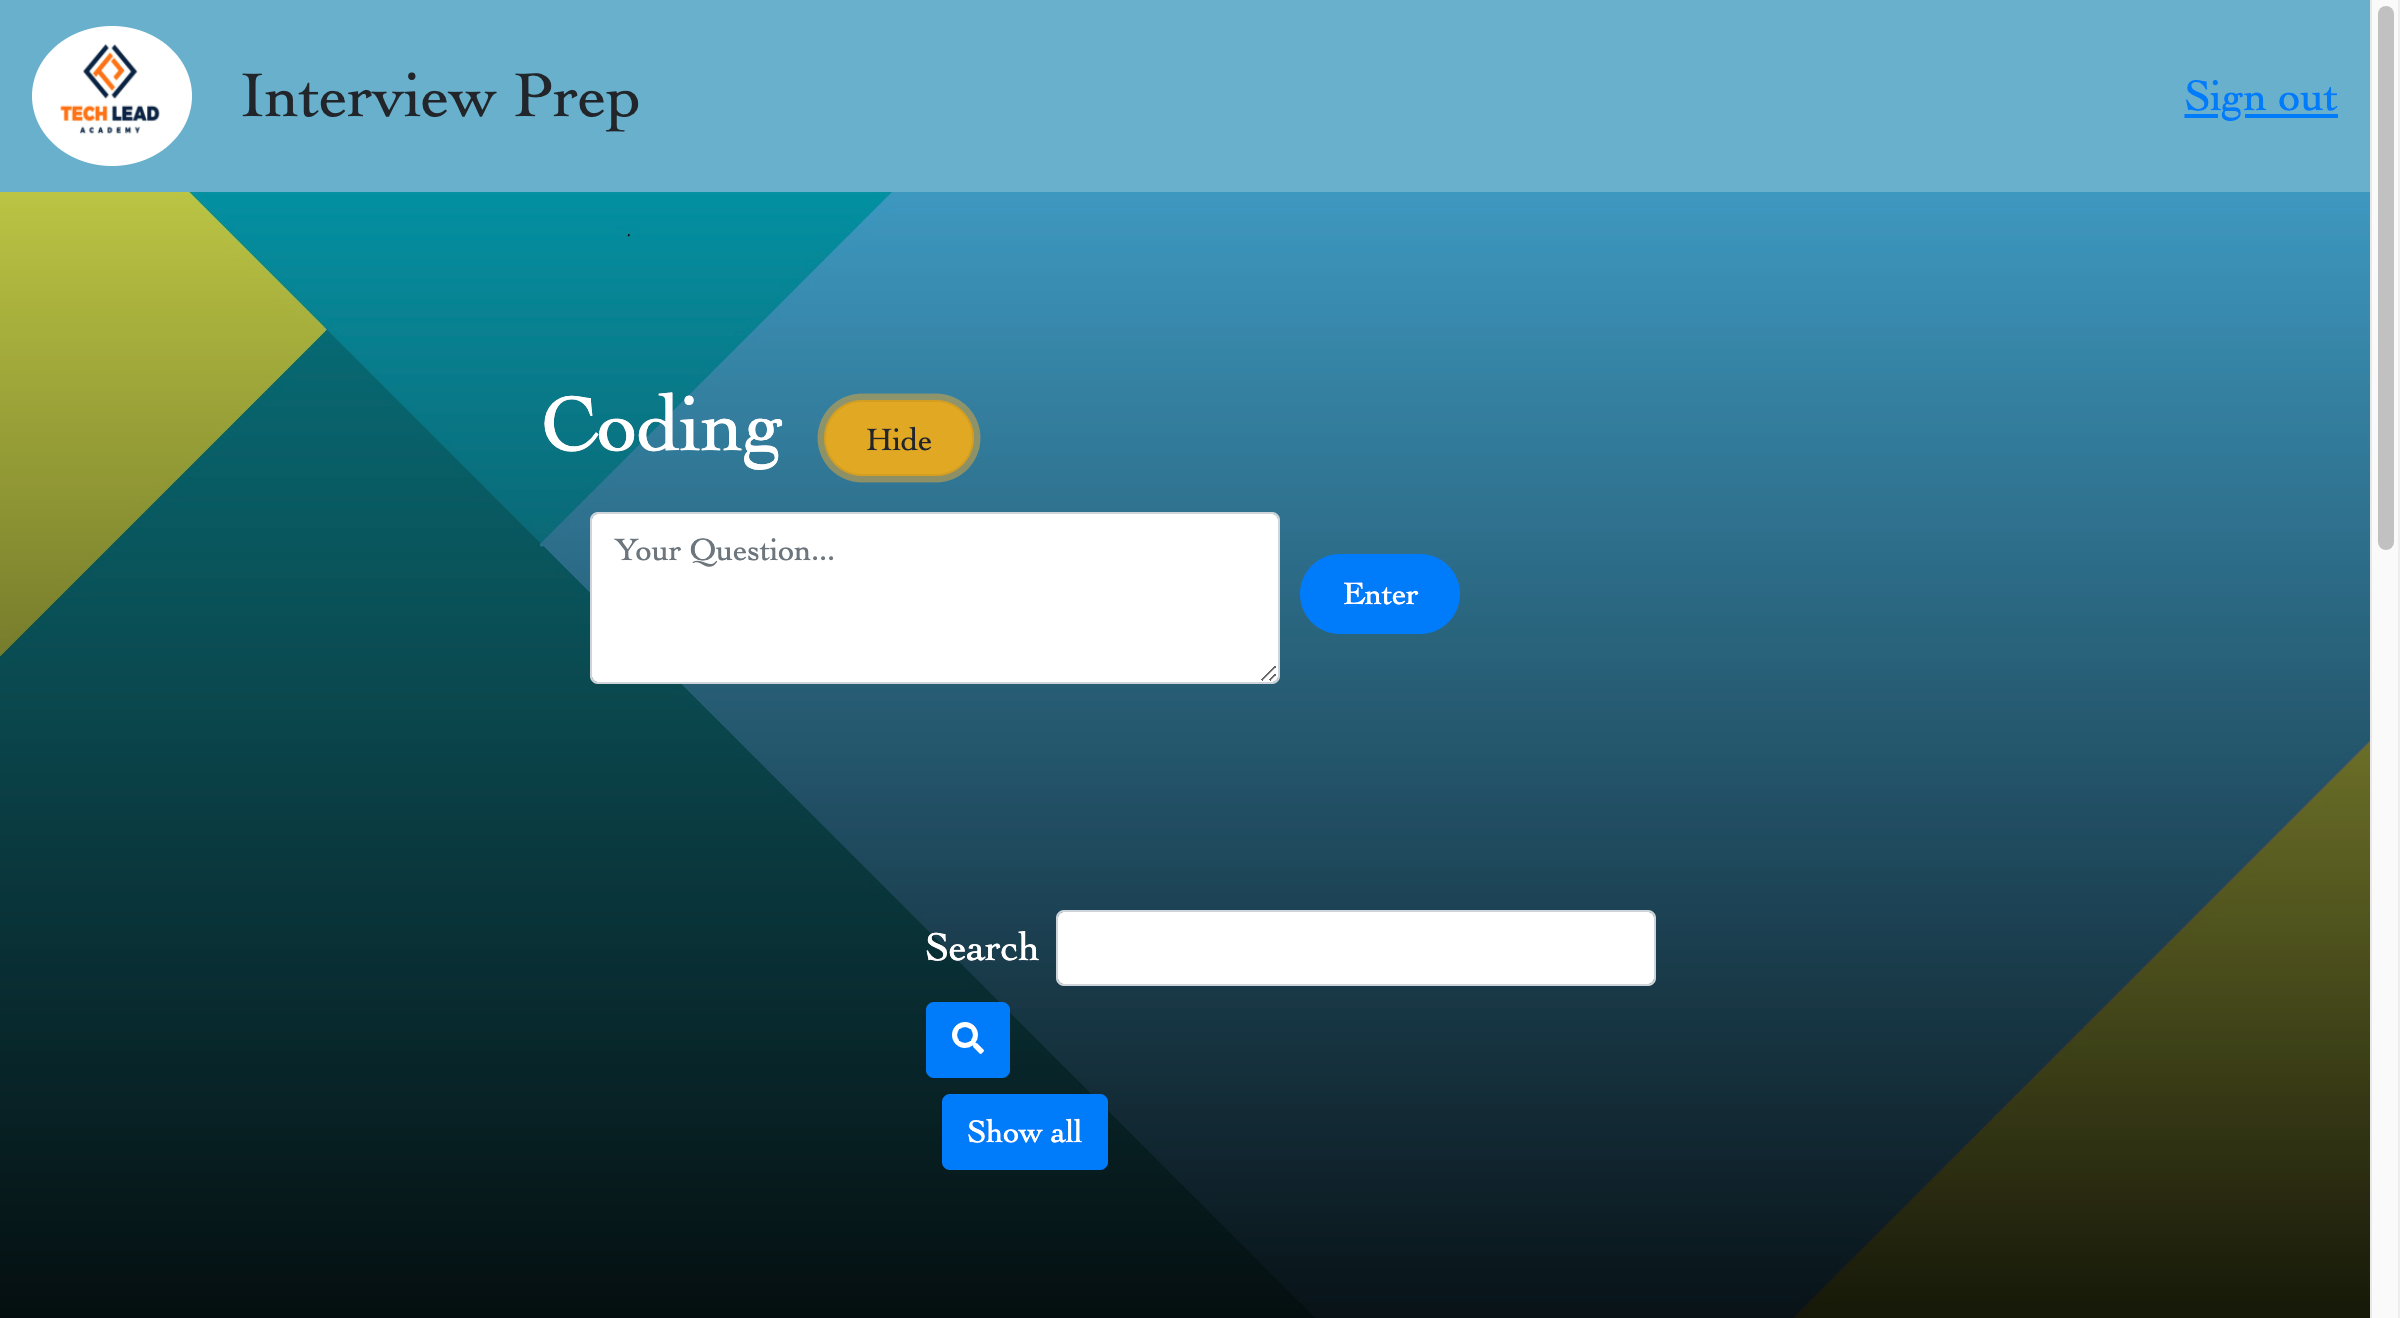 TECH LEAD
ACADEMY
Interview Prep
Sign out
.
Coding
Hide
Your Question...
Enter
Search
Show all